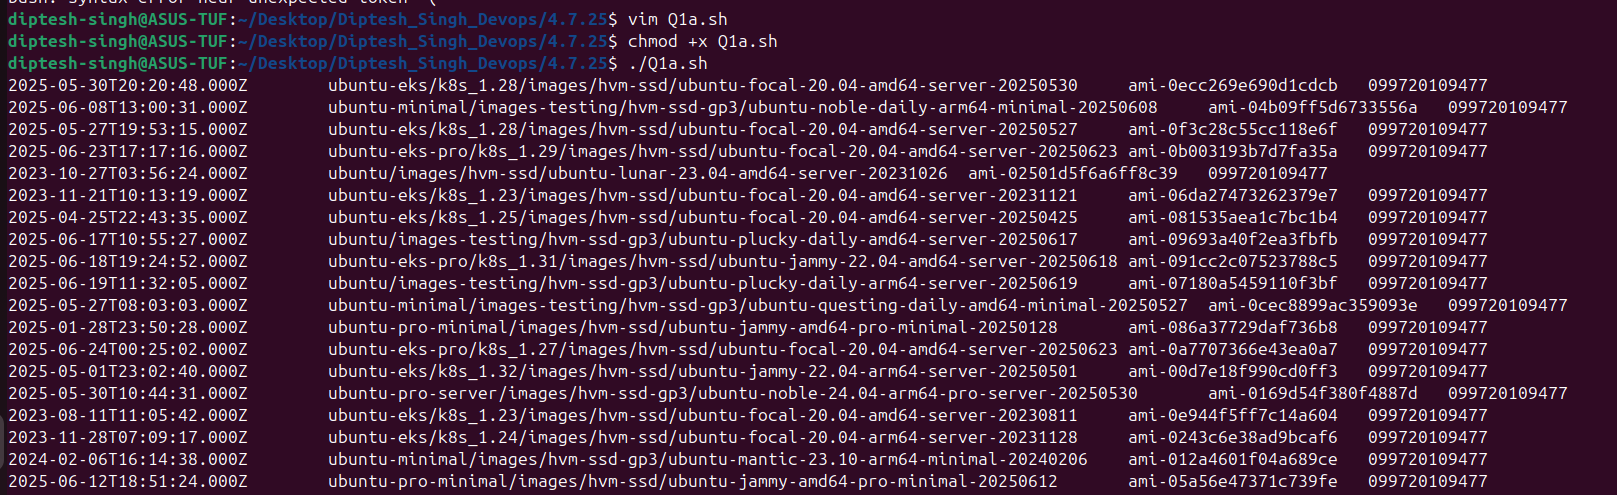 bash: syntax error near unexpected token `('
diptesh-singh@ASUS-TUF:~/Desktop/Diptesh_Singh_Devops/4.7.25$ vim Q1a.sh
diptesh-singh@ASUS-TUF:~/Desktop/Diptesh_Singh_Devops/4.7.25$ chmod +x Q1a.sh
diptesh-singh@ASUS-TUF:~/Desktop/Diptesh_Singh_Devops/4.7.25$ ./Q1a.sh
2025-05-30T20:20:48.000Z ubuntu-eks/k8s_1.28/images/hvm-ssd/ubuntu-focal-20.04-amd64-server-20250530 ami-0ecc269e690d1cdcb 099720109477
2025-06-08T13:00:31.000Z ubuntu-minimal/images-testing/hvm-ssd-gp3/ubuntu-noble-daily-arm64-minimal-20250608 ami-04b09ff5d6733556a 099720109477
2025-05-27T19:53:15.000Z ubuntu-eks/k8s_1.28/images/hvm-ssd/ubuntu-focal-20.04-amd64-server-20250527 ami-0f3c28c55cc118e6f 099720109477
2025-06-23T17:17:16.000Z ubuntu-eks-pro/k8s_1.29/images/hvm-ssd/ubuntu-focal-20.04-amd64-server-20250623 ami-0b003193b7d7fa35a 099720109477
2023-10-27T03:56:24.000Z ubuntu/images/hvm-ssd/ubuntu-lunar-23.04-amd64-server-20231026 ami-02501d5f6a6ff8c39 099720109477
2023-11-21T10:13:19.000Z ubuntu-eks/k8s_1.23/images/hvm-ssd/ubuntu-focal-20.04-amd64-server-20231121 ami-06da27473262379e7 099720109477
2025-04-25T22:43:35.000Z ubuntu-eks/k8s_1.25/images/hvm-ssd/ubuntu-focal-20.04-amd64-server-20250425 ami-081535aea1c7bc1b4 099720109477
2025-06-17T10:55:27.000Z ubuntu/images-testing/hvm-ssd-gp3/ubuntu-plucky-daily-amd64-server-20250617 ami-09693a40f2ea3fbfb 099720109477
2025-06-18T19:24:52.000Z ubuntu-eks-pro/k8s_1.31/images/hvm-ssd/ubuntu-jammy-22.04-amd64-server-20250618 ami-091cc2c07523788c5 099720109477
2025-06-19T11:32:05.000Z ubuntu/images-testing/hvm-ssd-gp3/ubuntu-plucky-daily-arm64-server-20250619 ami-07180a5459110f3bf 099720109477
2025-05-27T08:03:03.000Z ubuntu-minimal/images-testing/hvm-ssd-gp3/ubuntu-questing-daily-amd64-minimal-20250527 ami-0cec8899ac359093e 099720109477
2025-01-28T23:50:28.000Z ubuntu-pro-minimal/images/hvm-ssd/ubuntu-jammy-amd64-pro-minimal-20250128 ami-086a37729daf736b8 099720109477
2025-06-24T00:25:02.000Z ubuntu-eks-pro/k8s_1.27/images/hvm-ssd/ubuntu-focal-20.04-amd64-server-20250623 ami-0a7707366e43ea0a7 099720109477
2025-05-01T23:02:40.000Z ubuntu-eks/k8s_1.32/images/hvm-ssd/ubuntu-jammy-22.04-arm64-server-20250501 ami-00d7e18f990cd0ff3 099720109477
2025-05-30T10:44:31.000Z ubuntu-pro-server/images/hvm-ssd-gp3/ubuntu-noble-24.04-arm64-pro-server-20250530 ami-0169d54f380f4887d 099720109477
2023-08-11T11:05:42.000Z ubuntu-eks/k8s_1.23/images/hvm-ssd/ubuntu-focal-20.04-amd64-server-20230811 ami-0e944f5ff7c14a604 099720109477
2023-11-28T07:09:17.000Z ubuntu-eks/k8s_1.24/images/hvm-ssd/ubuntu-focal-20.04-arm64-server-20231128 ami-0243c6e38ad9bcaf6 099720109477
2024-02-06T16:14:38.000Z ubuntu-minimal/images/hvm-ssd-gp3/ubuntu-mantic-23.10-arm64-minimal-20240206 ami-012a4601f04a689ce 099720109477
2025-06-12T18:51:24.000Z ubuntu-pro-minimal/images/hvm-ssd/ubuntu-jammy-amd64-pro-minimal-20250612 ami-05a56e47371c739fe 099720109477